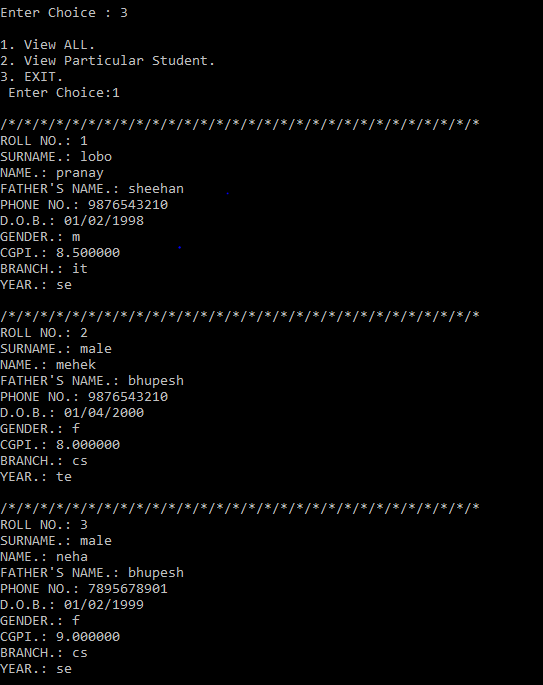 Enter Choice : 3
1. View ALL.
2. View Particular Student.
3. EXIT.
Enter Choice:1
/*/*/*/*/*/*/*/*/*/*/*/*/*/*/*/*/*/*/*/*/*/*/*/*/*/*/*/*/*/*
ROLL NO.: 1
SURNAME.: lobo
NAME.: pranay
FATHER'S NAME.: sheehan
PHONE NO.: 9876543210
D.O.B.: 01/02/1998
GENDER.: m
CGPI.: 8.500000
BRANCH.: it
YEAR.: se
/*/*/*/*/*/*/*/*/*/*/*/*/*/*/*/*/*/*/*/*/*/*/*/*/*/*/*/*/*/*
ROLL NO.: 2
SURNAME.: male
NAME.: mehek
FATHER'S NAME.: bhupesh
PHONE NO.: 9876543210
D.O.B.: 01/04/2000
GENDER.: f
CGPI.: 8.000000
BRANCH.: cs
YEAR.: te
/*/*/*/*/*/*/*/*/*/*/*/*/*/*/*/*/*/*/*/*/*/*/*/*/*/*/*/*/*/*
ROLL NO.: 3
SURNAME.: male
NAME.: neha
FATHER'S NAME.: bhupesh
PHONE NO.: 7895678901
D.O.B.: 01/02/1999
GENDER.: f
CGPI.: 9.000000
BRANCH.: cs
YEAR.: se